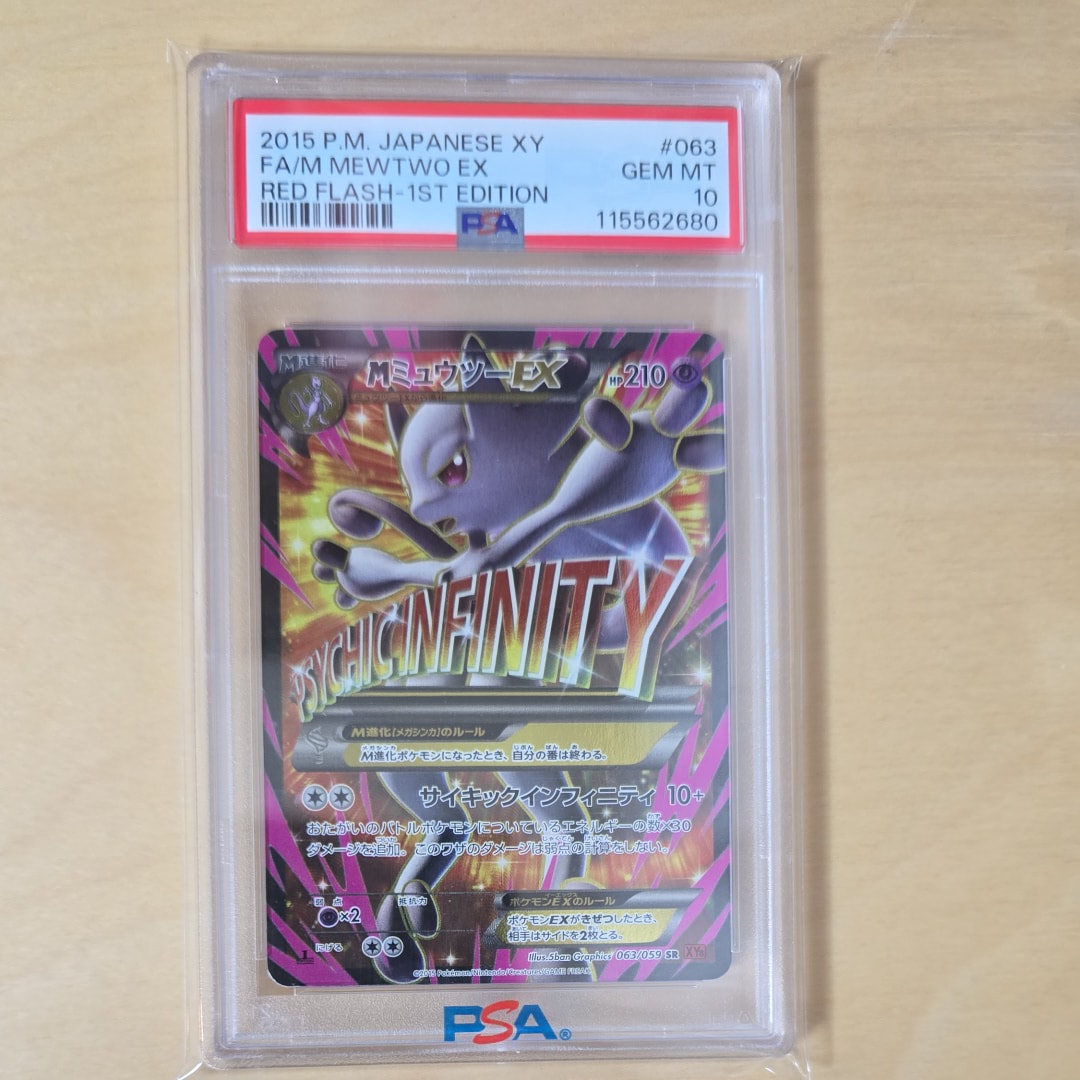 2015 P.M. JAPANESE XY #063
FA/M MEWTWO EX GEM MT
RED FLASH-1ST EDITION 10
115562680
PSA
M進化
MミュウツーEX HP210
PSYCHIC INFINITY
M進化[メガシンカ]のルール
M進化ポケモンになったとき、自分の番は終わる。
サイキックインフィニティ 10+
おたがいのバトルポケモンについているエネルギーの数×30
ダメージを追加。このワザのダメージは弱点の計算をしない。
弱点 抵抗力
×2
にげる
ポケモンEXのルール
ポケモンEXがきぜつしたとき、
相手はサイドを2枚とる。
Illus.5ban Graphics 063/059 SR XY8
©2015 Pokémon/Nintendo/Creatures/GAME FREAK
PSA®